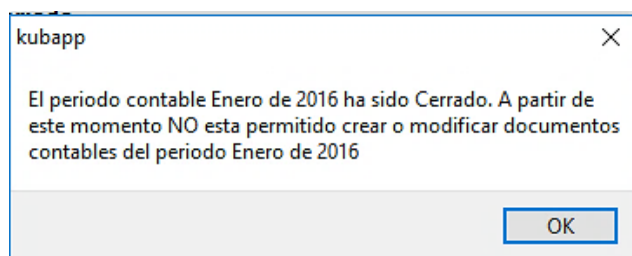 kubapp
El periodo contable Enero de 2016 ha sido Cerrado. A partir de
este momento NO esta permitido crear o modificar documentos
contables del periodo Enero de 2016
OK